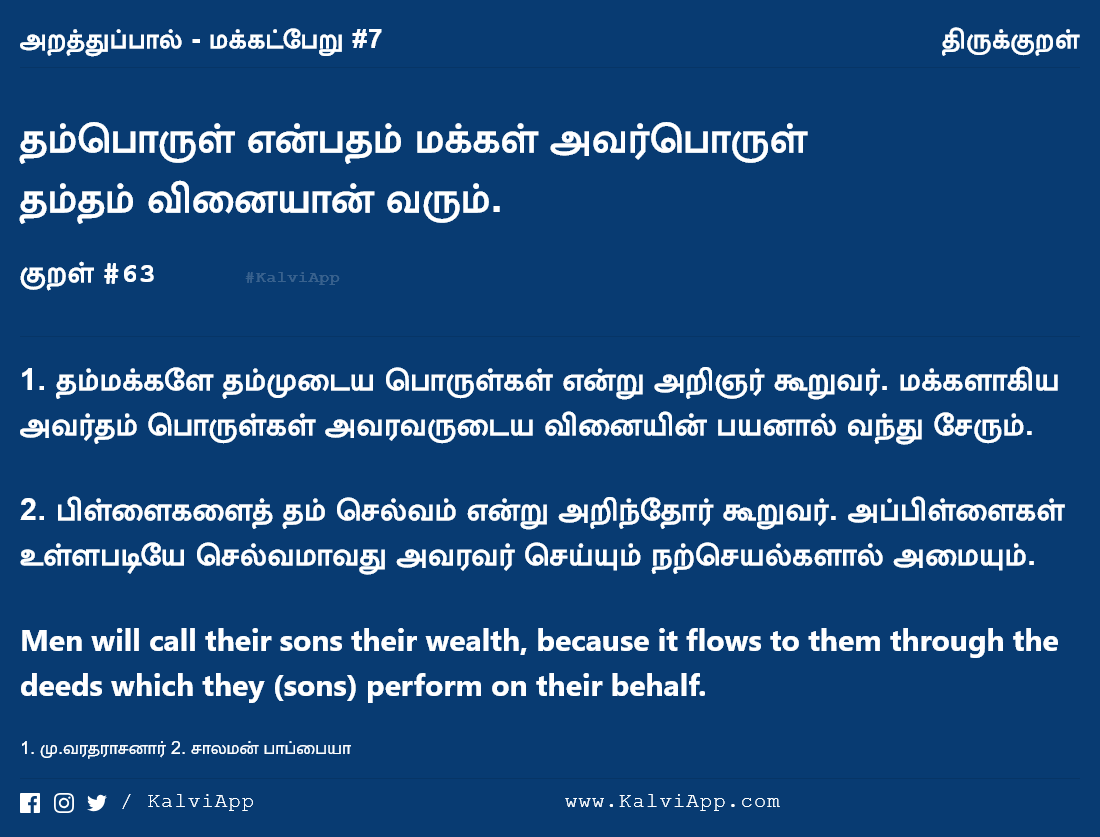 அறத்துப்பால் - மக்கட்பேறு #7
திருக்குறள்
தம்பொருள் என்பதம் மக்கள் அவர்பொருள்
தம்தம் வினையான் வரும்.
குறள் #63
#KalviApp
1. தம்மக்களே தம்முடைய பொருள்கள் என்று அறிஞர் கூறுவர். மக்களாகிய
அவர்தம் பொருள்கள் அவரவருடைய வினையின் பயனால் வந்து சேரும்.
2. பிள்ளைகளைத் தம் செல்வம் என்று அறிந்தோர் கூறுவர். அப்பிள்ளைகள்
உள்ளபடியே செல்வமாவது அவரவர் செய்யும் நற்செயல்களால் அமையும்.
Men will call their sons their wealth, because it flows to them through the
deeds which they (sons) perform on their behalf.
1. மு.வரதராசனார் 2. சாலமன் பாப்பையா
/ KalviApp
www.KalviApp.com